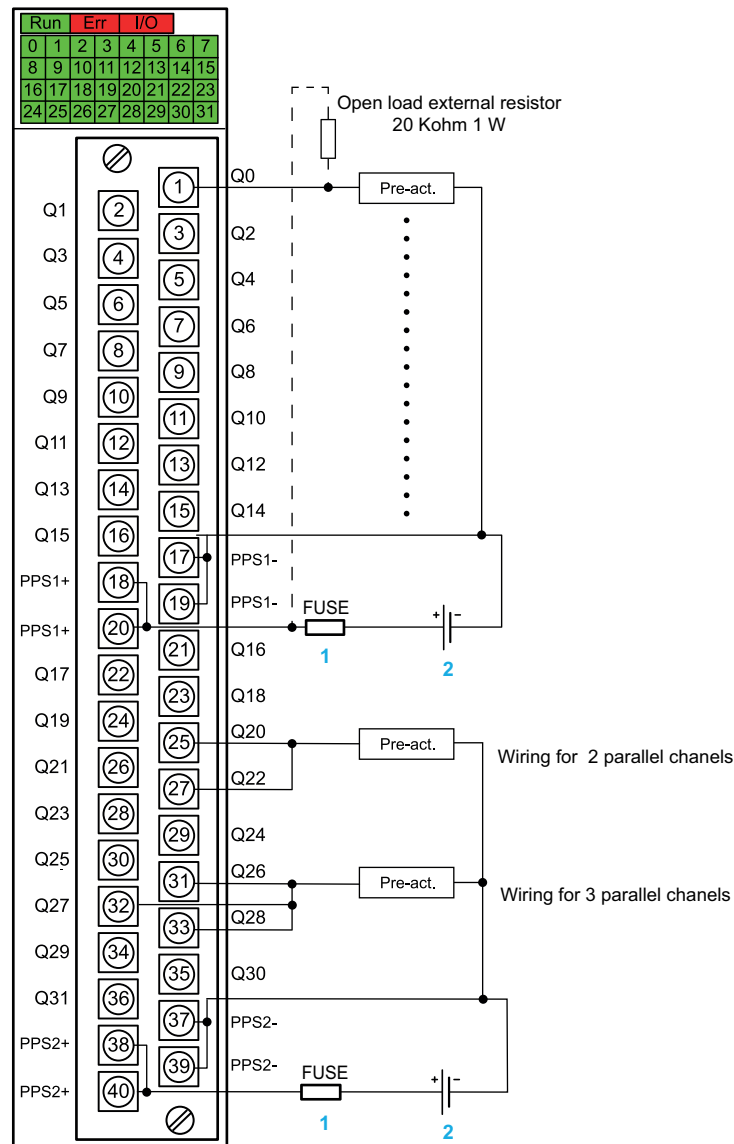 Run Err I/O
0 1 2 3 4 5 6 7
8 9 10 11 12 13 14 15
16 17 18 19 20 21 22 23
24 25 26 27 28 29 30 31
Open load external resistor
20 Kohm 1 W
1 Q0 Pre-act.
Q1 2
3 Q2
Q3 4
5 Q4
Q5 6
7 Q6
Q7 8
9 Q8
Q9 10
11 Q10
Q11 12
13 Q12
Q13 14
15 Q14
Q15 16
17 PPS1-
PPS1+ 18
19 PPS1-
FUSE + -
PPS1+ 20
1 2
21 Q16
Q17 22
23 Q18
Q19 24
25 Q20 Pre-act. Wiring for 2 parallel chanels
Q21 26
27 Q22
Q23 28
29 Q24
Q25 30
31 Q26 Pre-act. Wiring for 3 parallel chanels
Q27 32
33 Q28
Q29 34
35 Q30
Q31 36
37 PPS2-
PPS2+ 38
39 PPS2-
FUSE + -
PPS2+ 40
1 2